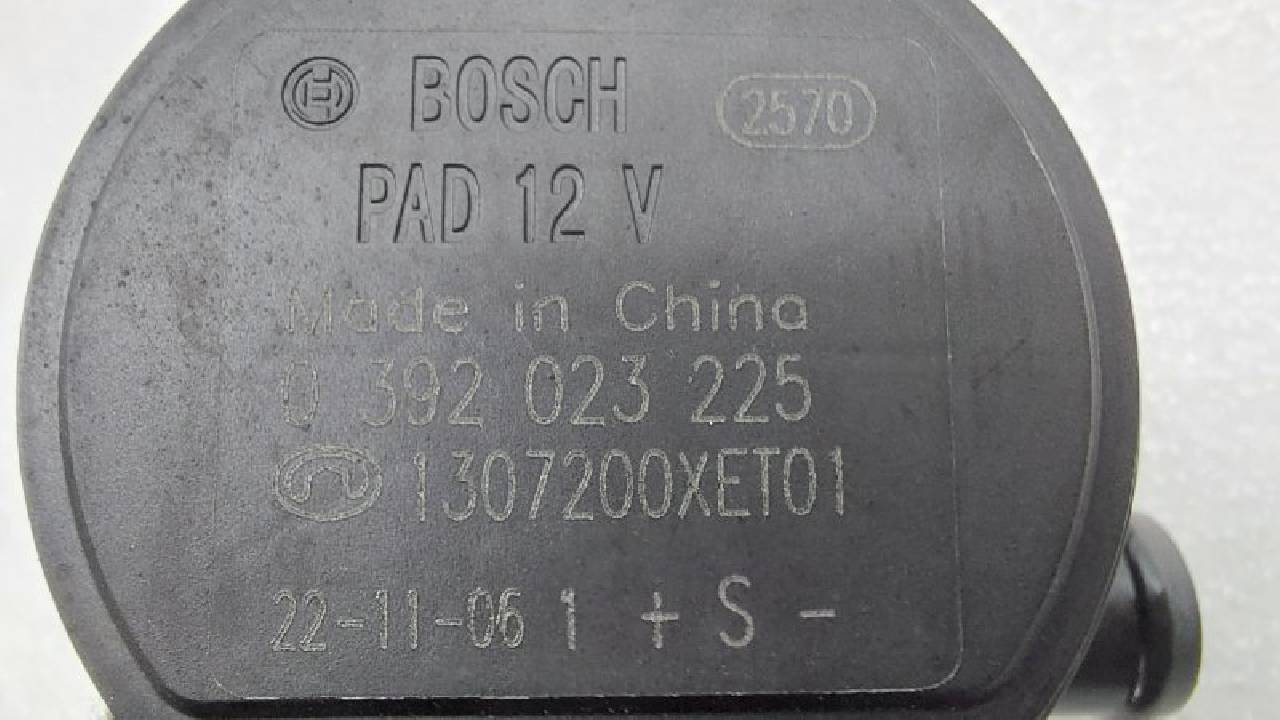 BOSCH 2570
PAD 12 V
Made in China
0 392 023 225
1307200XET01
22-11-06 1 + S -